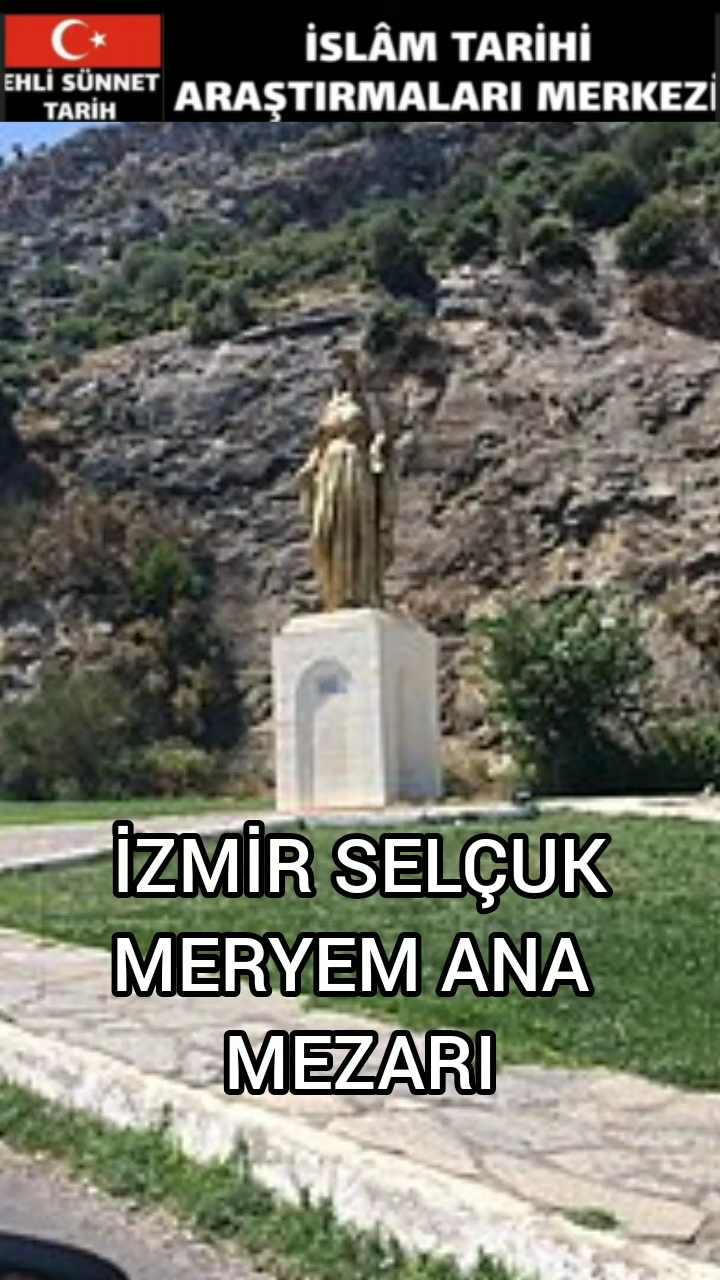 EHLİ SÜNNET
TARİH
İSLÂM TARİHİ
ARAŞTIRMALARI MERKEZİ
İZMİR SELÇUK
MERYEM ANA
MEZARI